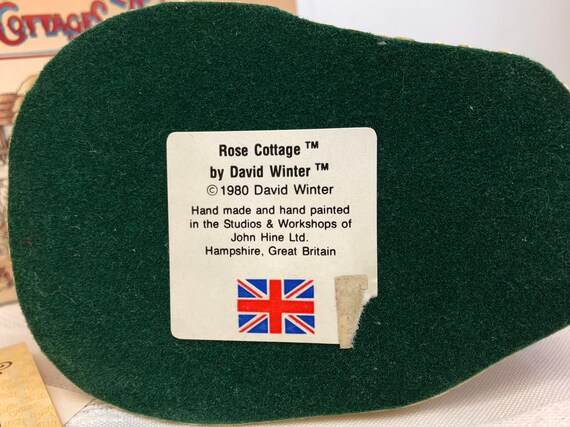 Cottages
Rose Cottage ™
by David Winter ™
© 1980 David Winter
Hand made and hand painted
in the Studios & Workshops of
John Hine Ltd.
Hampshire, Great Britain